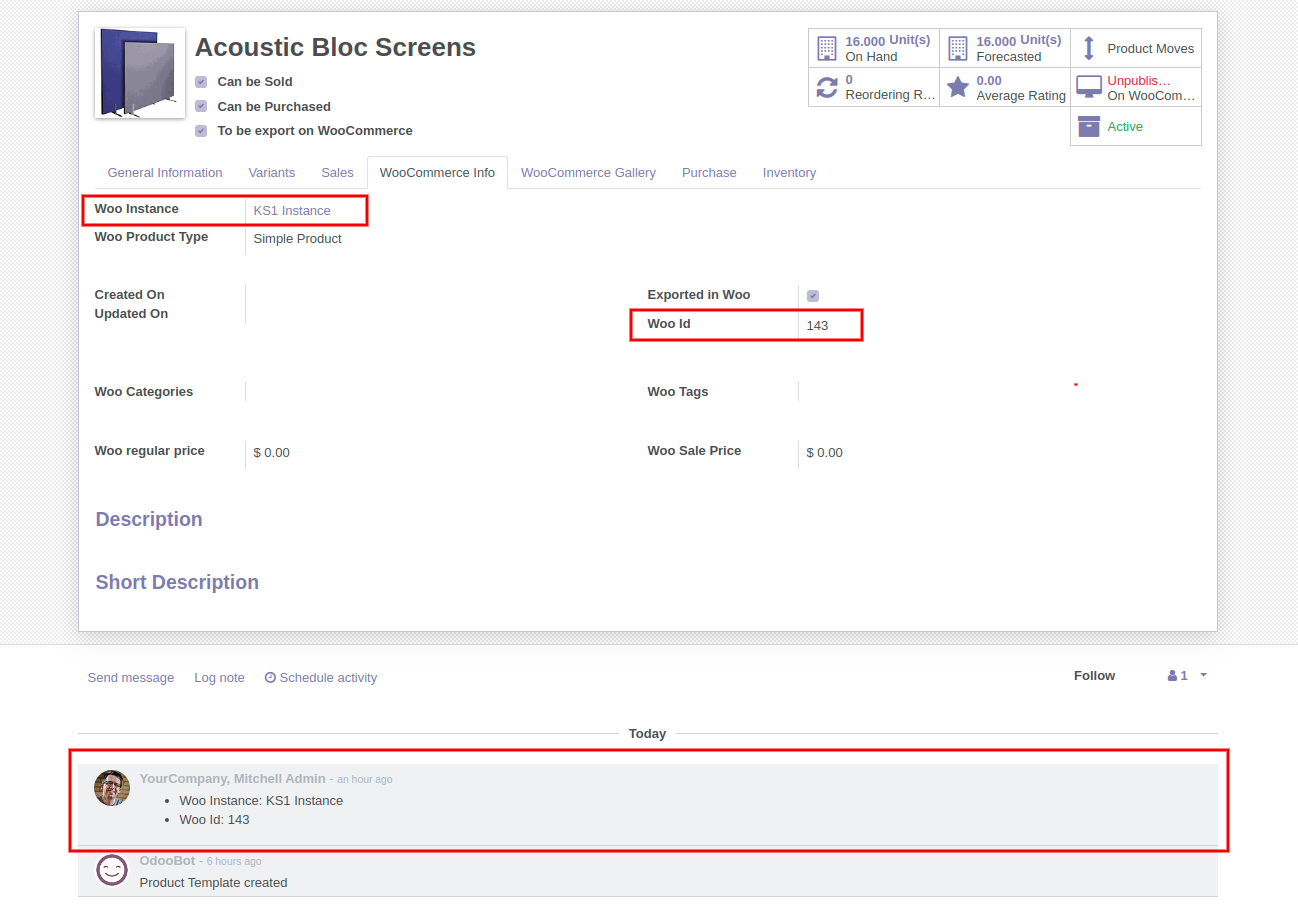 Acoustic Bloc Screens
Can be Sold
Can be Purchased
To be export on WooCommerce
16.000 Unit(s)
On Hand
16.000 Unit(s)
Forecasted
Product Moves
0
Reordering R…
0.00
Average Rating
Unpublis…
On WooCom…
Active
General Information Variants Sales WooCommerce Info WooCommerce Gallery Purchase Inventory
Woo Instance KS1 Instance
Woo Product Type Simple Product
Created On
Updated On
Exported in Woo
Woo Id 143
Woo Categories
Woo Tags
Woo regular price $ 0.00
Woo Sale Price $ 0.00
Description
Short Description
Send message Log note Schedule activity Follow 1
Today
YourCompany, Mitchell Admin - an hour ago
• Woo Instance: KS1 Instance
• Woo Id: 143
OdooBot - 6 hours ago
Product Template created